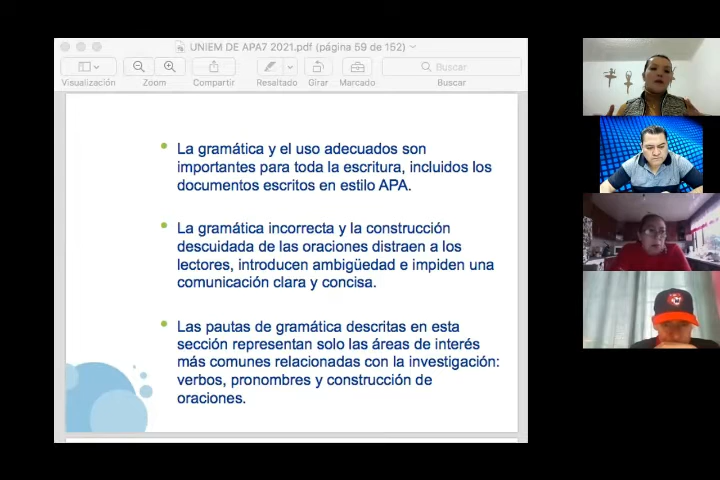 UNIEM DE APA7 2021.pdf (página 59 de 152)
Buscar
Visualización Zoom Compartir Resaltado Girar Marcado Buscar
• La gramática y el uso adecuados son
importantes para toda la escritura, incluidos los
documentos escritos en estilo APA.
• La gramática incorrecta y la construcción
descuidada de las oraciones distraen a los
lectores, introducen ambigüedad e impiden una
comunicación clara y concisa.
• Las pautas de gramática descritas en esta
sección representan solo las áreas de interés
más comunes relacionadas con la investigación:
verbos, pronombres y construcción de
oraciones.